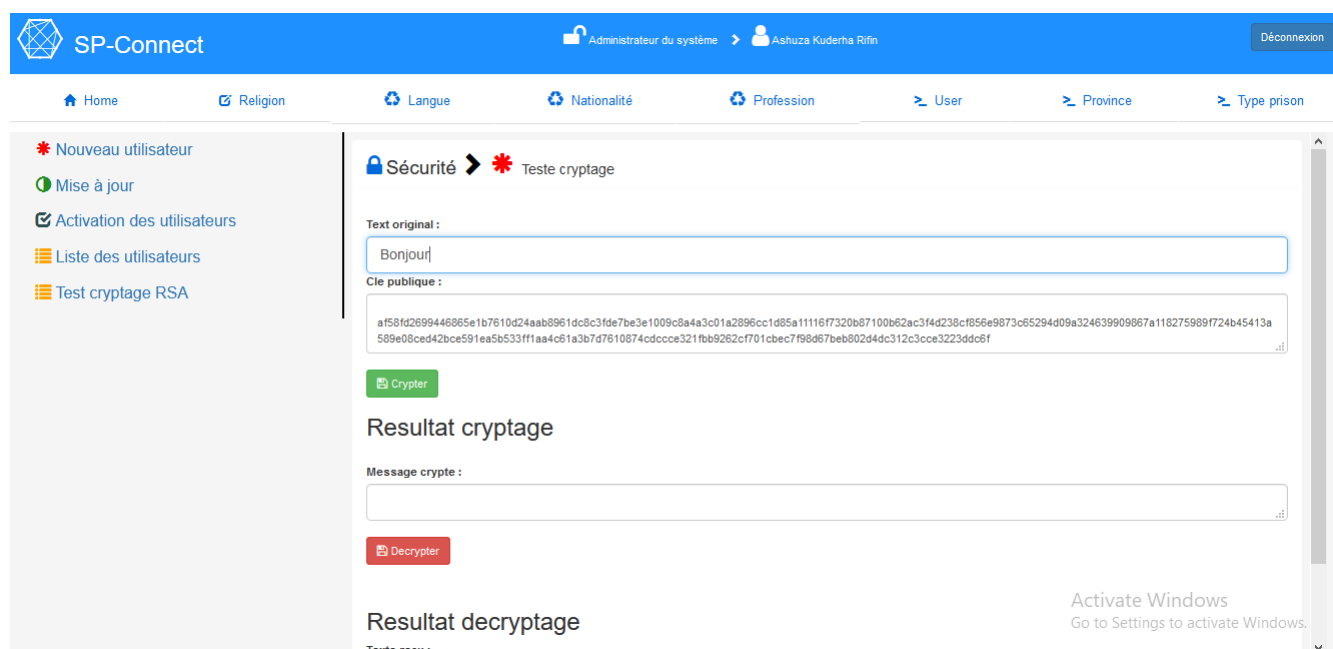 SP-Connect
Administrateur du système Ashuza Kuderha Rifin
Déconnexion
Home Religion Langue Nationalité Profession User Province Type prison
Nouveau utilisateur
Mise à jour
Activation des utilisateurs
Liste des utilisateurs
Test cryptage RSA
Sécurité Teste cryptage
Text original :
Bonjour
Cle publique :
af58fd2699446865e1b7610d24aab8961dc8c3fde7be3e1009c8a4a3c01a2896cc1d85a11116f7320b87100b62ac3f4d238cf856e9873c65294d09a324639909867a118275989f724b45413a
589e08ced42bce591ea5b533ff1aa4c61a3b7d7610874cdccce321fbb9262cf701cbec7f98d67beb802d4dc312c3cce3223ddc6f
Crypter
Resultat cryptage
Message crypte :
Decrypter
Resultat decryptage
Activate Windows
Go to Settings to activate Windows.